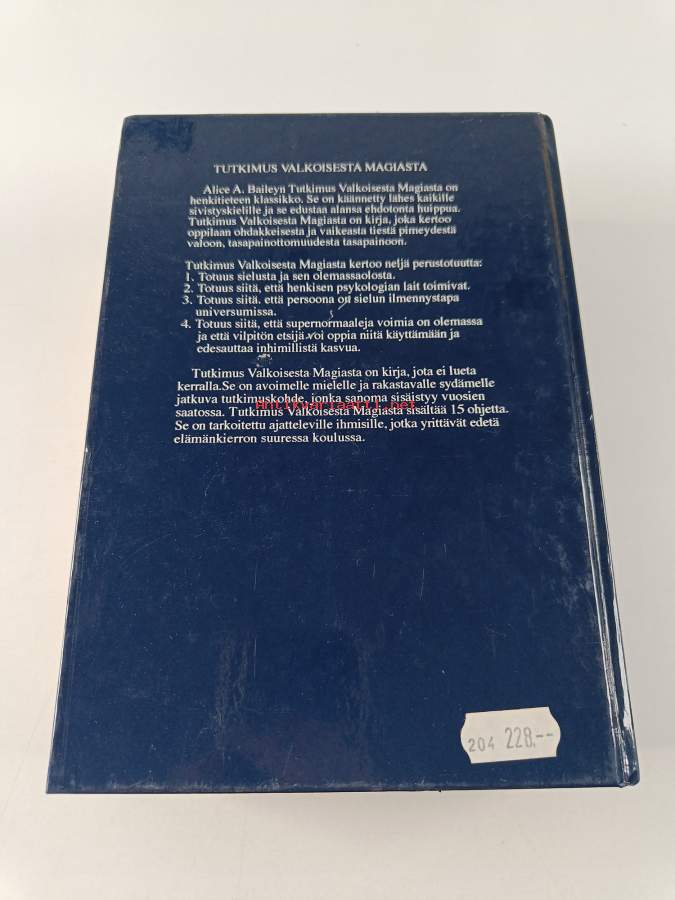 TUTKIMUS VALKOISESTA MAGIASTA
Alice A. Baileyn Tutkimus Valkoisesta Magiasta on
henkitieteen klassikko. Se on käännetty lähes kaikille
sivistyskielille ja se edustaa alansa ehdotonta huippua.
Tutkimus Valkoisesta Magiasta on kirja, joka kertoo
oppilaan ohdakkeisesta ja vaikeasta tiestä pimeydestä
valoon, tasapainottomuudesta tasapainoon.
Tutkimus Valkoisesta Magiasta kertoo neljä perustotuutta:
1. Totuus sielusta ja sen olemassaolosta.
2. Totuus siitä, että henkisen psykologian lait toimivat.
3. Totuus siitä, että persoona on sielun ilmennystapa
universumissa.
4. Totuus siitä, että supernormaaleja voimia on olemassa
ja että vilpitön etsijä voi oppia niitä käyttämään ja
edesauttaa inhimillistä kasvua.
Tutkimus Valkoisesta Magiasta on kirja, jota ei lueta
kerralla.Se on avoimelle mielelle ja rakastavalle sydämelle
jatkuva tutkimuskohde, jonka sanoma sisäistyy vuosien
Antikvariaatti.net
saatossa. Tutkimus Valkoisesta Magiasta sisältää 15 ohjetta.
Se on tarkoitettu ajatteleville ihmisille, jotka yrittävät edetä
elämänkierron suuressa koulussa.
204 228,--